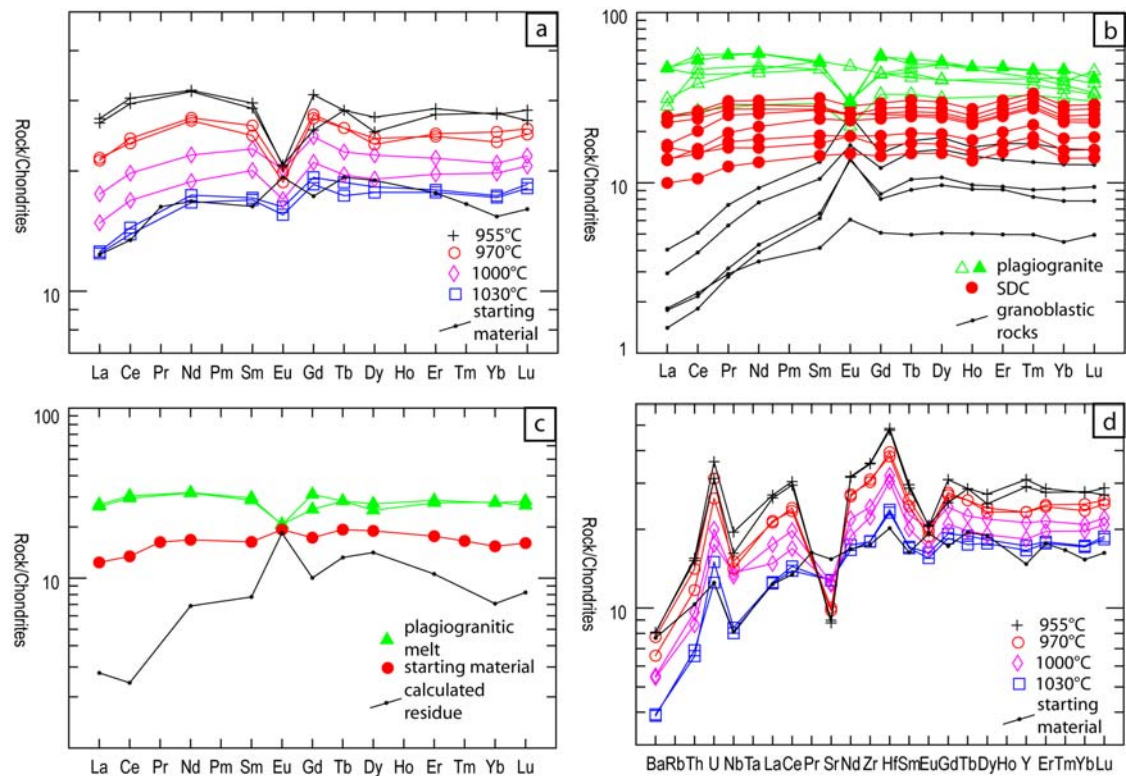 a
Rock/Chondrites
10
955°C
970°C
1000°C
1030°C
starting
material
La Ce Pr Nd Pm Sm Eu Gd Tb Dy Ho Er Tm Yb Lu
b
Rock/Chondrites
100
10
1
plagiogranite
SDC
granoblastic
rocks
La Ce Pr Nd Pm Sm Eu Gd Tb Dy Ho Er Tm Yb Lu
c
Rock/Chondrites
100
10
plagiogranitic
melt
starting material
calculated
residue
La Ce Pr Nd Pm Sm Eu Gd Tb Dy Ho Er Tm Yb Lu
d
Rock/Chondrites
10
955°C
970°C
1000°C
1030°C
starting
material
BaRbTh U NbTa LaCe Pr Sr Nd Zr HfSmEuGdTbDyHo Y ErTmYbLu